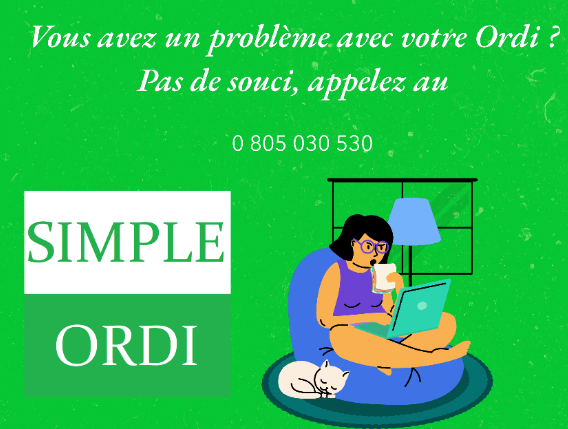 Vous avez un problème avec votre Ordi ?
Pas de souci, appelez au
0 805 030 530
SIMPLE
ORDI